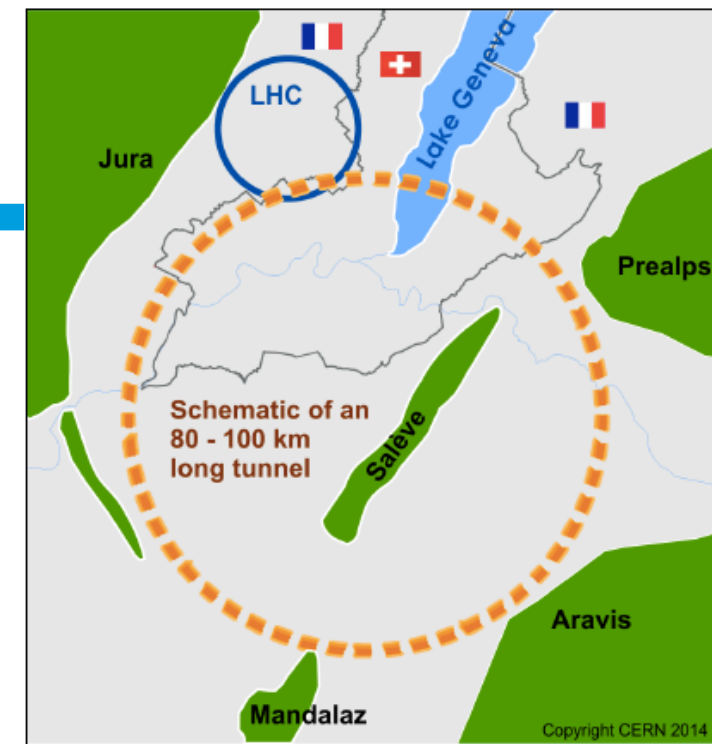 LHC
Lake Geneva
Jura
Prealps
Schematic of an
80 - 100 km
long tunnel
Salève
Aravis
Mandalaz
Copyright CERN 2014